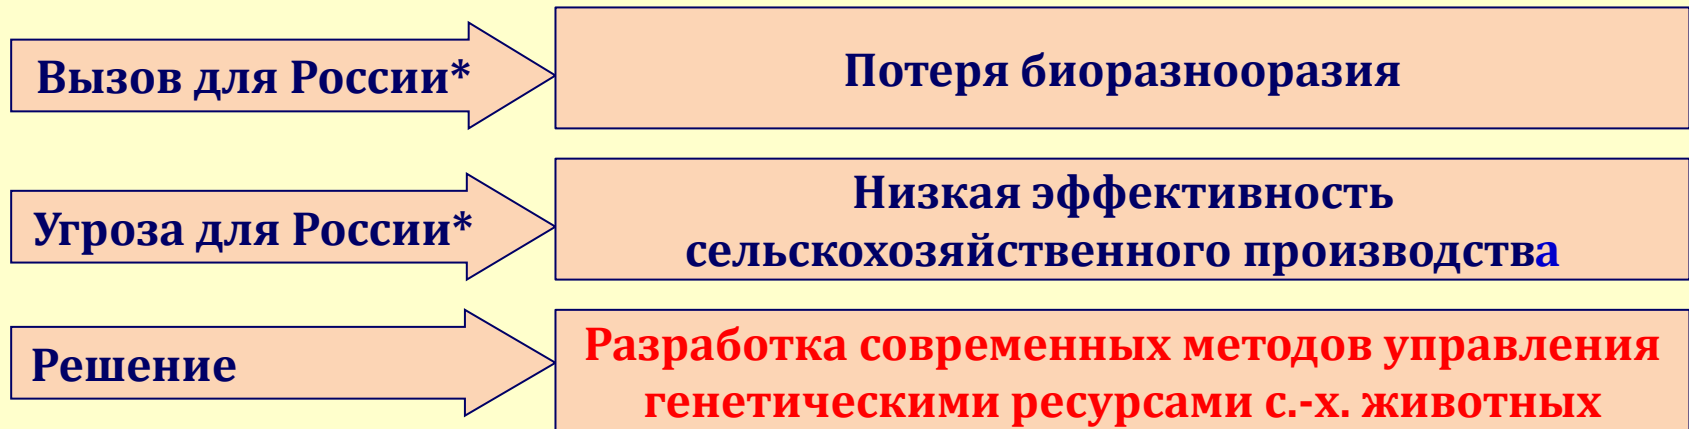 Вызов для России*
Потеря биоразнооразия
Угроза для России*
Низкая эффективность
сельскохозяйственного производства
Решение
Разработка современных методов управления
генетическими ресурсами с.-х. животных